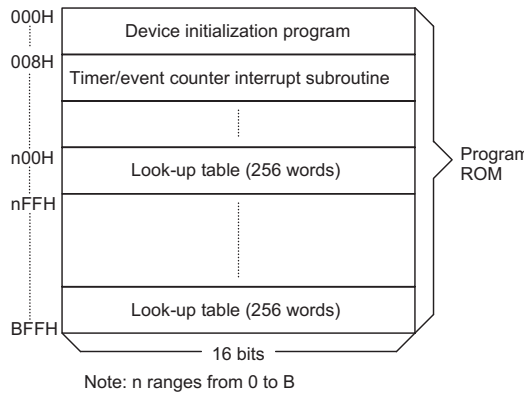 000H
Device initialization program
008H
Timer/event counter interrupt subroutine
n00H
Look-up table (256 words)
nFFH
Program
ROM
Look-up table (256 words)
BFFH
16 bits
Note: n ranges from 0 to B